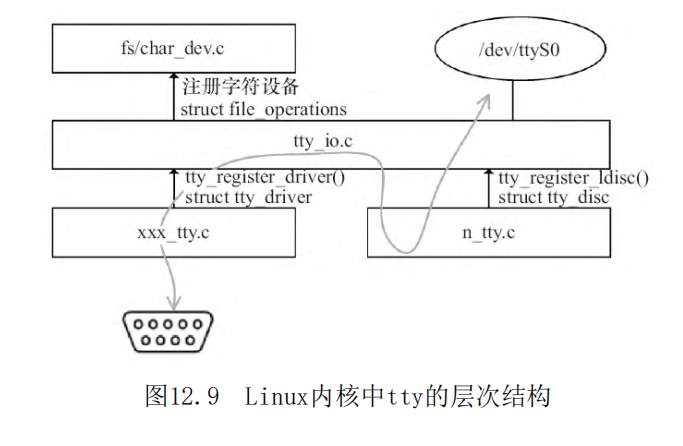 fs/char_dev.c
/dev/ttyS0
注册字符设备
struct file_operations
tty_io.c
tty_register_driver()
struct tty_driver
tty_register_ldisc()
struct tty_disc
xxx_tty.c
n_tty.c
图12.9 Linux内核中tty的层次结构